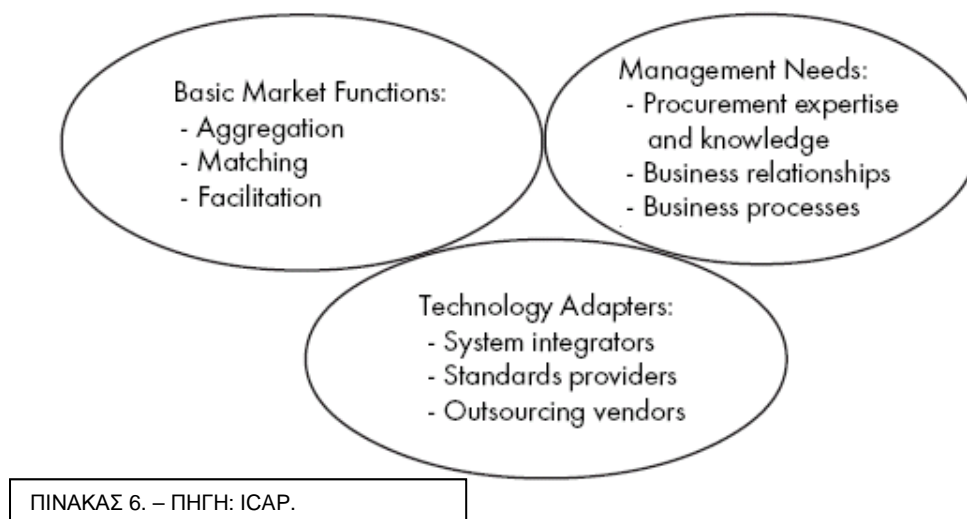 Basic Market Functions:
- Aggregation
- Matching
- Facilitation
Management Needs:
- Procurement expertise
and knowledge
- Business relationships
- Business processes
Technology Adapters:
- System integrators
- Standards providers
- Outsourcing vendors
ΠΙΝΑΚΑΣ 6. – ΠΗΓΗ: ICAP.